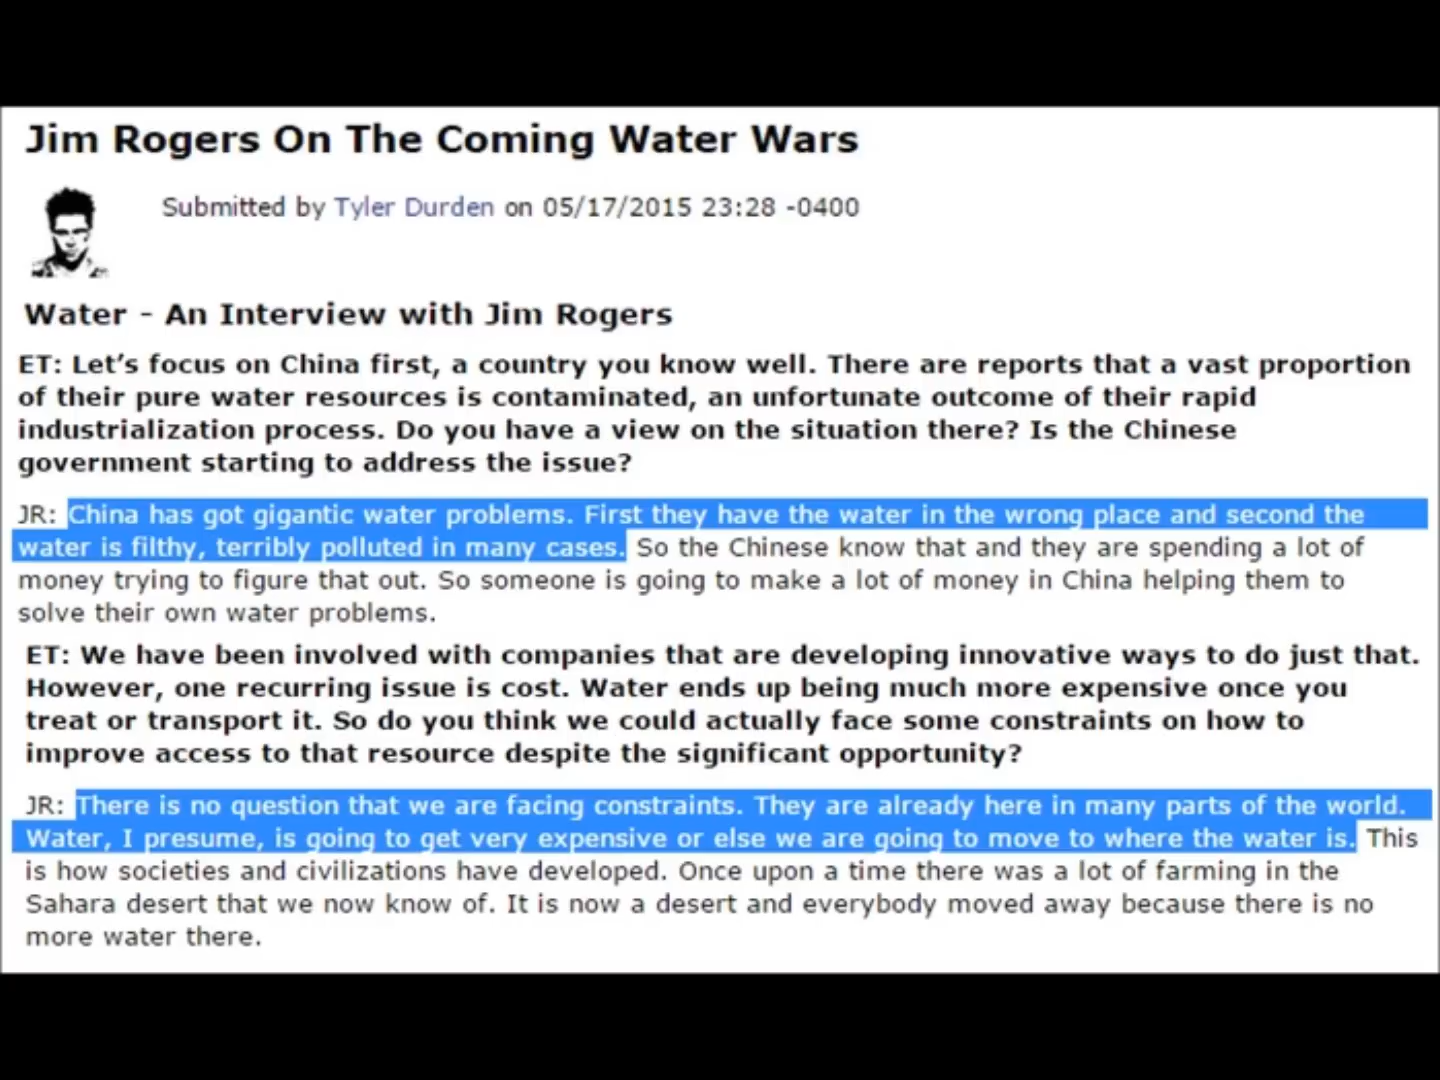 Jim Rogers On The Coming Water Wars
Submitted by Tyler Durden on 05/17/2015 23:28 -0400
Water - An Interview with Jim Rogers
ET: Let’s focus on China first, a country you know well. There are reports that a vast proportion
of their pure water resources is contaminated, an unfortunate outcome of their rapid
industrialization process. Do you have a view on the situation there? Is the Chinese
government starting to address the issue?
JR: China has got gigantic water problems. First they have the water in the wrong place and second the
water is filthy, terribly polluted in many cases. So the Chinese know that and they are spending a lot of
money trying to figure that out. So someone is going to make a lot of money in China helping them to
solve their own water problems.
ET: We have been involved with companies that are developing innovative ways to do just that.
However, one recurring issue is cost. Water ends up being much more expensive once you
treat or transport it. So do you think we could actually face some constraints on how to
improve access to that resource despite the significant opportunity?
JR: There is no question that we are facing constraints. They are already here in many parts of the world.
Water, I presume, is going to get very expensive or else we are going to move to where the water is. This
is how societies and civilizations have developed. Once upon a time there was a lot of farming in the
Sahara desert that we now know of. It is now a desert and everybody moved away because there is no
more water there.